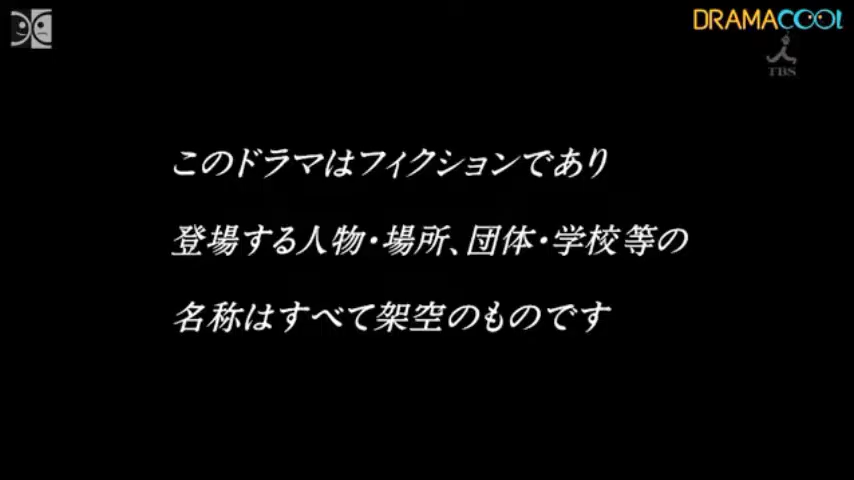 DRAMACOOL
TBS
このドラマはフィクションであり
登場する人物・場所、団体・学校等の
名称はすべて架空のものです